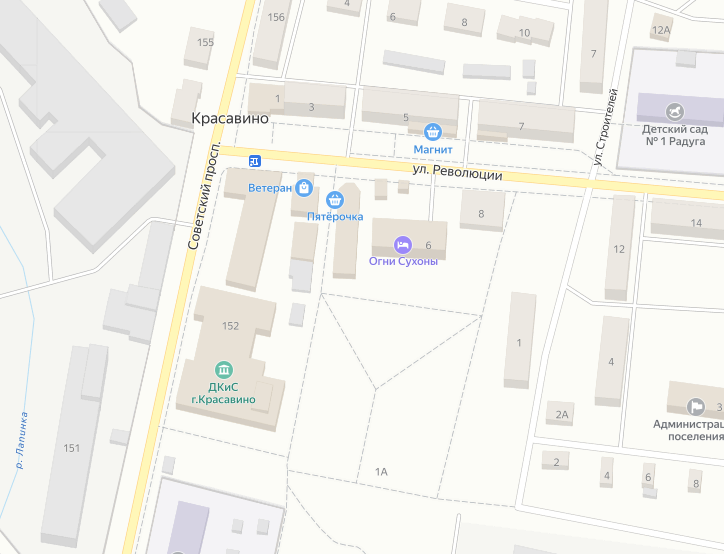 4
156
6
8
10
12А
155
7
1
3
5
7
Красавино
Магнит
Детский сад
№ 1 Радуга
ул. Строителей
ул. Революции
Советский просп.
Ветеран
Пятёрочка
8
14
6
Огни Сухоны
12
152
1
4
ДКиС
г.Красавино
2А
3
Администрац
поселения
р. Лапинка
151
1А
2
4
6
8